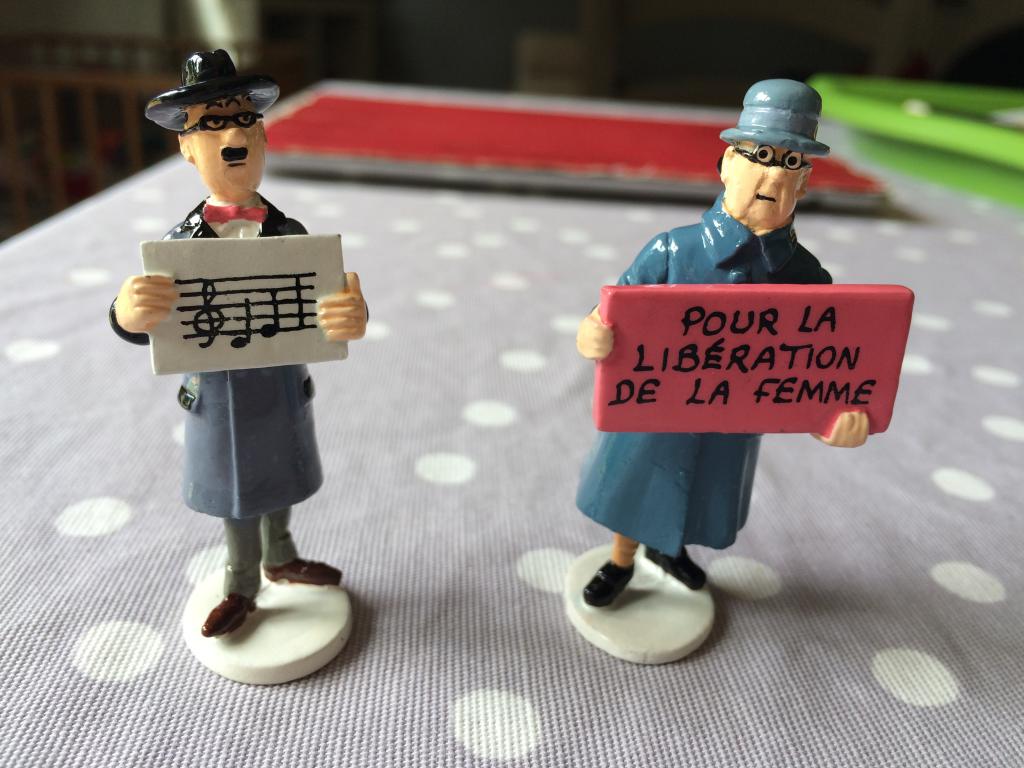 POUR LA
LIBÉRATION
DE LA FEMME